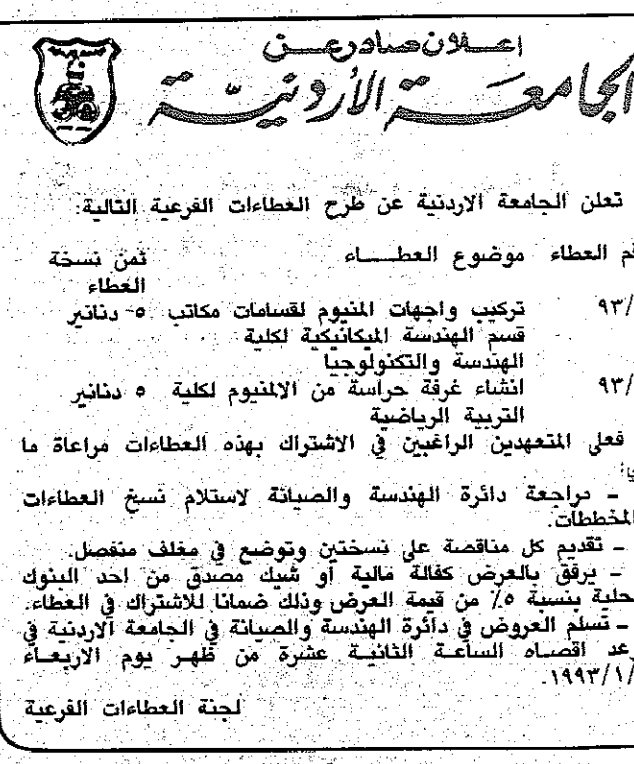 إعلان صادر عن
الجامعة الأردنية
تعلن الجامعة الاردنية عن طرح العطاءات الفرعية التالية:
العطاء موضوع العطاء ثمن نسخة
العطاء
٩٣/ تركيب واجهات المنيوم لقسامات مكاتب ٥ دنانير
قسم الهندسة الميكانيكية لكلية
الهندسة والتكنولوجيا
٩٣/ انشاء غرفة حراسة من الالمنيوم لكلية ٥ دنانير
التربية الرياضية
فعلى المتعهدين الراغبين في الاشتراك بهذه العطاءات مراعاة ما
- مراجعة دائرة الهندسة والصيانة لاستلام نسخ العطاءات
المخططات.
- تقديم كل مناقصة على نسختين وتوضع في مغلف منفصل.
- يرفق بالعرض كفالة مالية أو شيك مصدق من احد البنوك
بنسبة ٥٪ من قيمة العرض وذلك ضمانا للاشتراك في العطاء.
- تسلم العروض في دائرة الهندسة والصيانة في الجامعة الاردنية في
اقصاه الساعة الثانية عشرة من ظهر يوم الاربعاء
/١٩٩٣/١.
لجنة العطاءات الفرعية